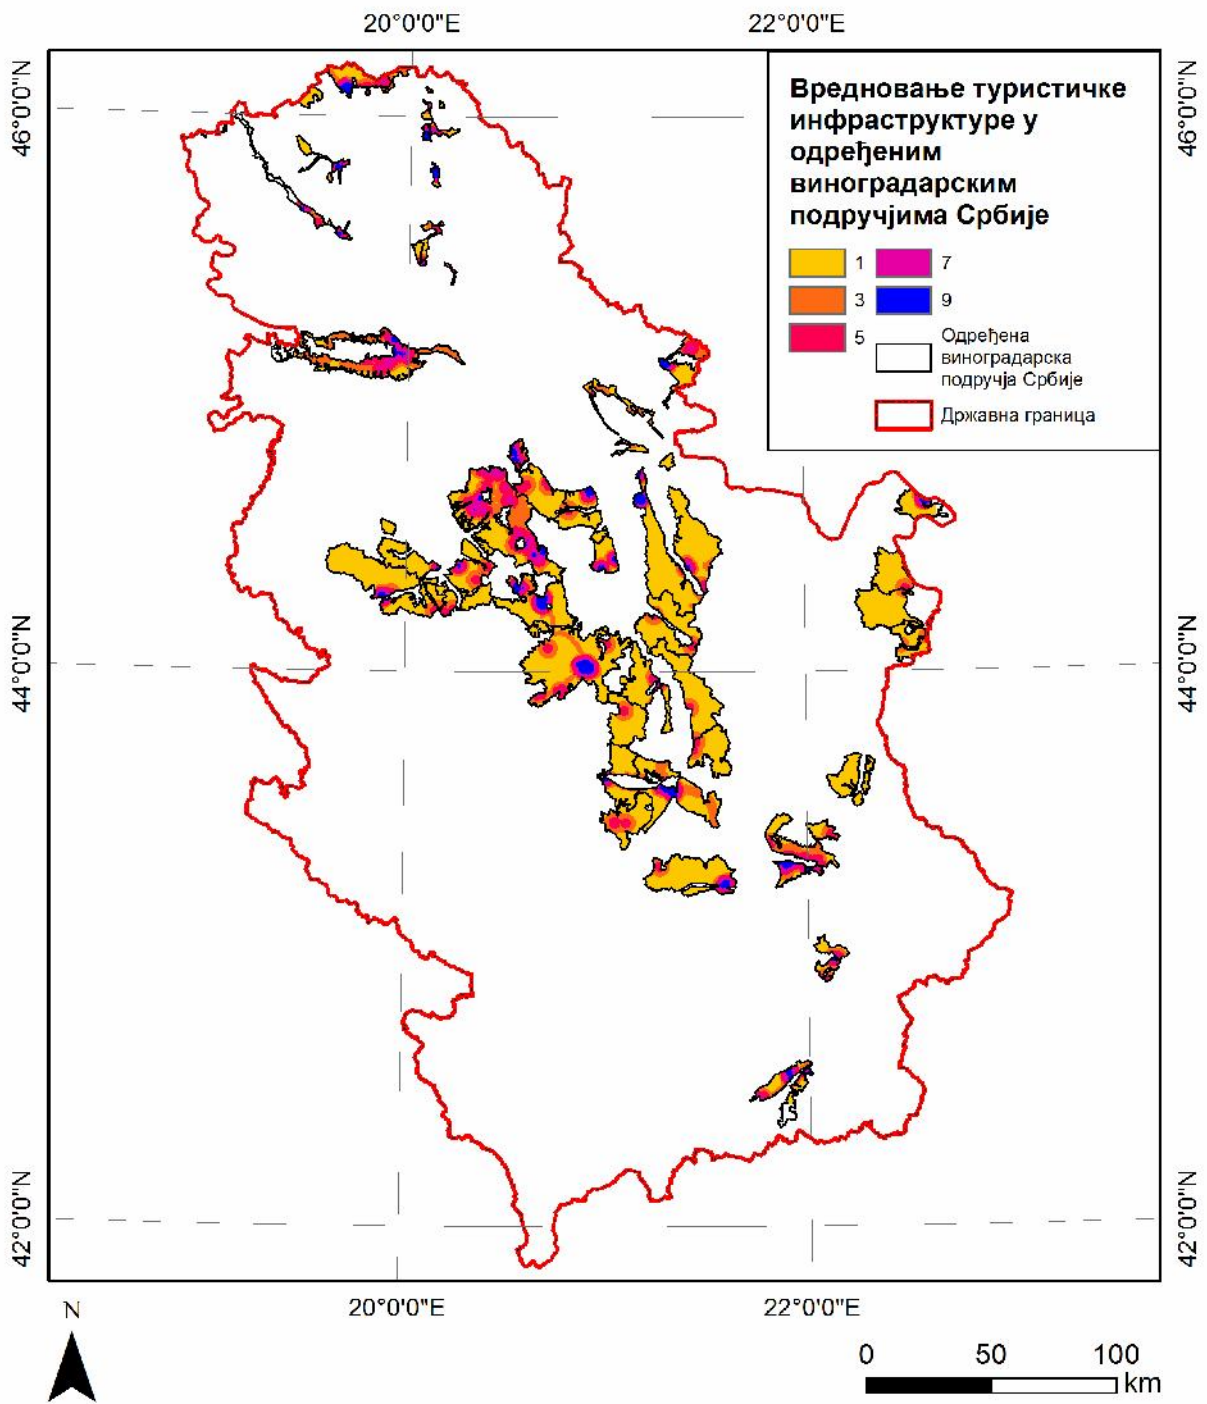 20°0'0"E 22°0'0"E
46°0'0"N 46°0'0"N
Вредновање туристичке
инфраструктуре у
одређеним
виноградарским
подручјима Србије
1 7
3 9
5
Одређена
виноградарска
подручја Србије
Државна граница
44°0'0"N 44°0'0"N
42°0'0"N 42°0'0"N
20°0'0"E 22°0'0"E
N
0 50 100
km